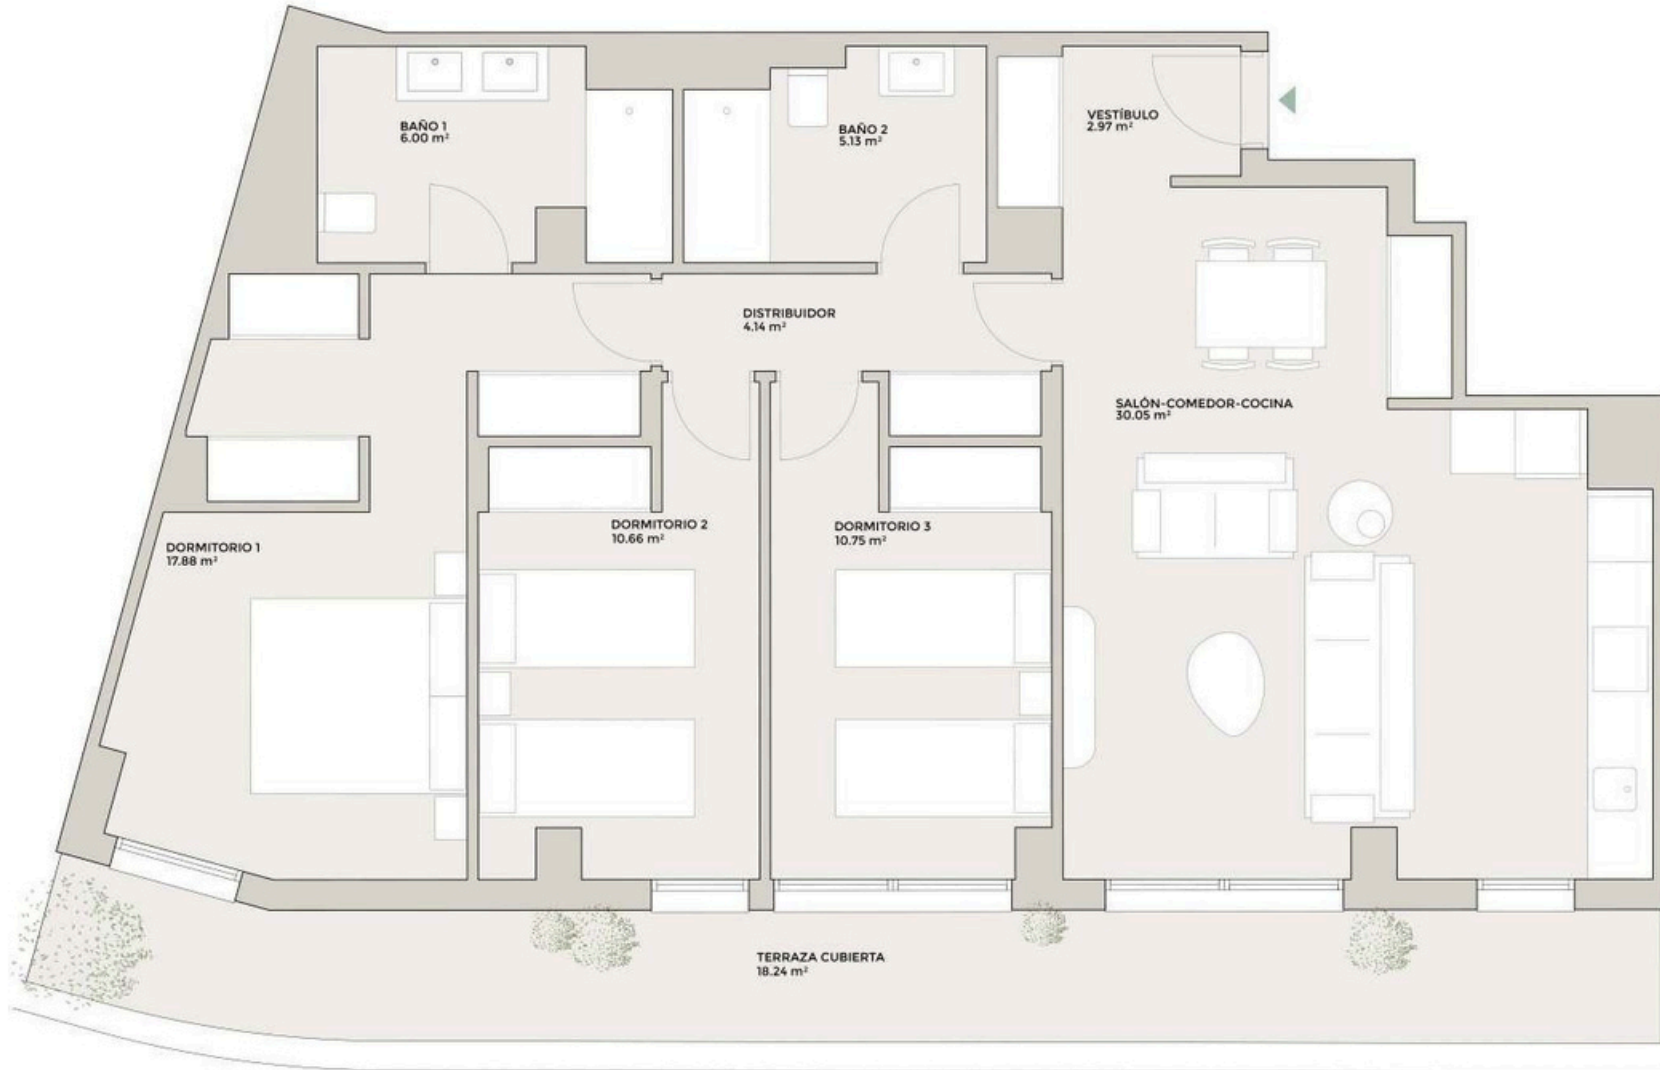 BAÑO 1
6.00 m²
BAÑO 2
5.13 m²
VESTÍBULO
2.97 m²
DISTRIBUIDOR
4.14 m²
SALÓN-COMEDOR-COCINA
30.05 m²
DORMITORIO 1
17.88 m²
DORMITORIO 2
10.66 m²
DORMITORIO 3
10.75 m²
TERRAZA CUBIERTA
18.24 m²